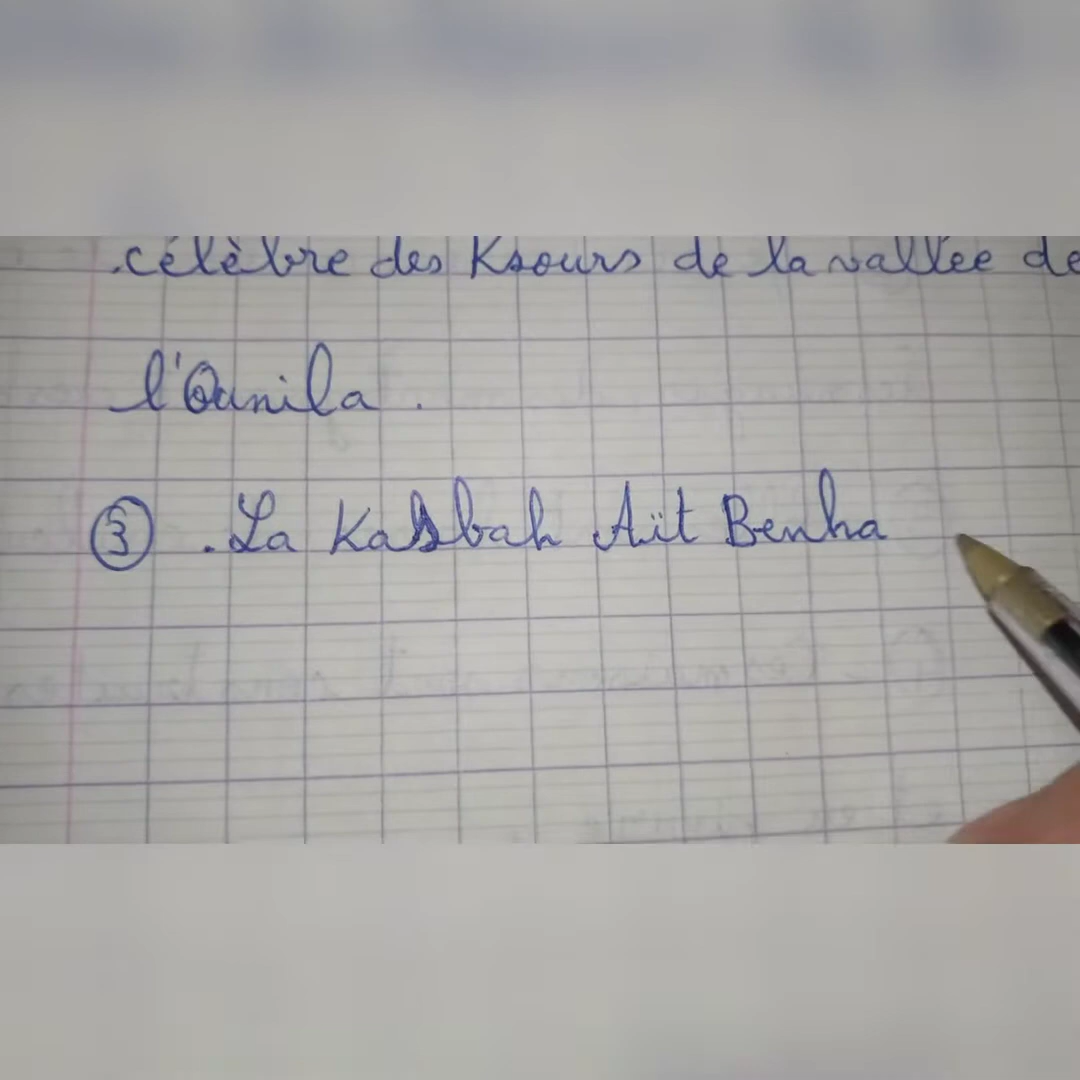 célèbre des Ksours de la vallée de
l'Ounila.
③ . La Kasbah Aït Benha